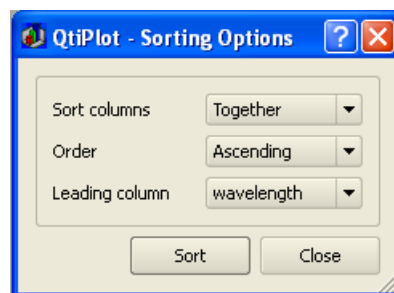 QtiPlot - Sorting Options ?
Sort columns Together
Order Ascending
Leading column wavelength
Sort Close